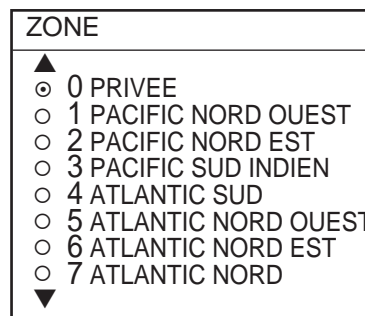 ZONE
0 PRIVEE
1 PACIFIC NORD OUEST
2 PACIFIC NORD EST
3 PACIFIC SUD INDIEN
4 ATLANTIC SUD
5 ATLANTIC NORD OUEST
6 ATLANTIC NORD EST
7 ATLANTIC NORD